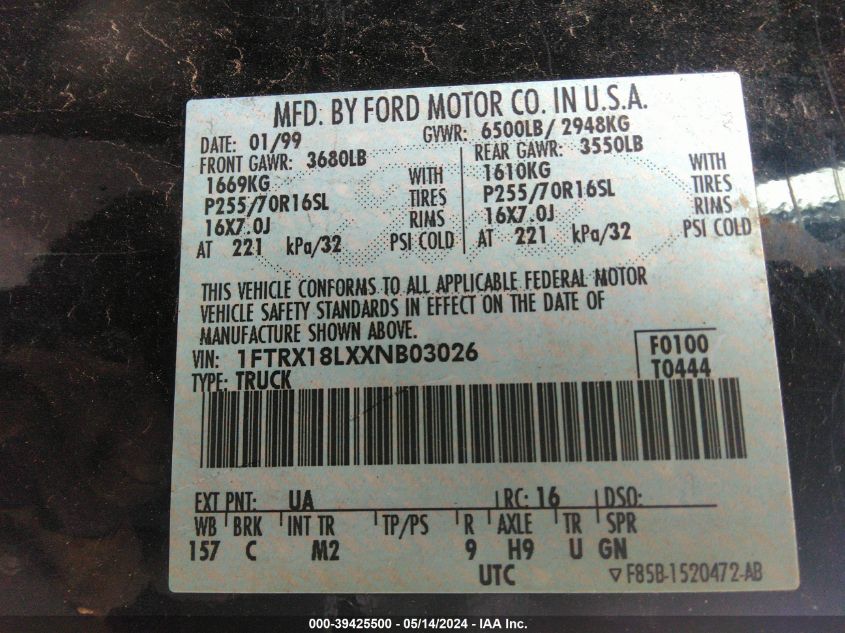 MFD. BY FORD MOTOR CO. IN U.S.A.
DATE: 01/99 GVWR: 6500LB/ 2948KG
FRONT GAWR: 3680LB REAR GAWR: 3550LB
1669KG WITH 1610KG WITH
P255/70R16SL TIRES P255/70R16SL TIRES
16X7.0J RIMS 16X7.0J RIMS
AT 221 kPa/32 PSI COLD AT 221 kPa/32 PSI COLD
THIS VEHICLE CONFORMS TO ALL APPLICABLE FEDERAL MOTOR
VEHICLE SAFETY STANDARDS IN EFFECT ON THE DATE OF
MANUFACTURE SHOWN ABOVE.
VIN: 1FTRX18LXXNB03026 F0100
TYPE: TRUCK T0444
EXT PNT: UA RC: 16 DSO:
WB BRK INT TR TP/PS R AXLE TR SPR
157 C M2 9 H9 U GN
UTC ▽F85B-1520472-AB
000-39425500 - 05/14/2024 - IAA Inc.